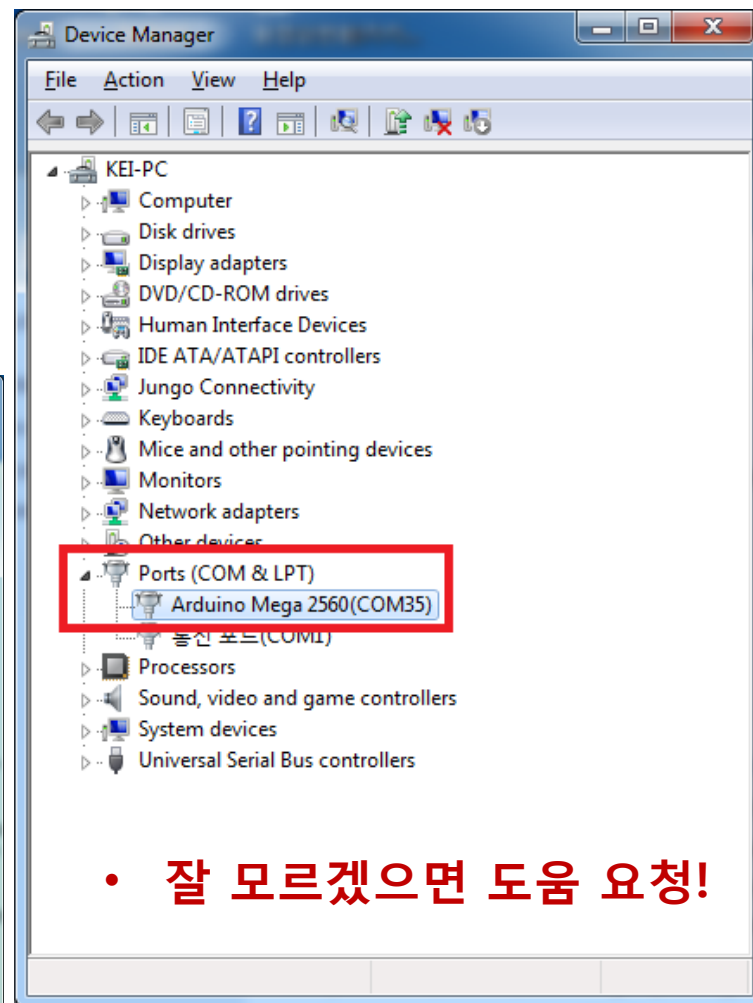 Device Manager
File Action View Help
KEI-PC
Computer
Disk drives
Display adapters
DVD/CD-ROM drives
Human Interface Devices
IDE ATA/ATAPI controllers
Jungo Connectivity
Keyboards
Mice and other pointing devices
Monitors
Network adapters
Other devices
Ports (COM & LPT)
Arduino Mega 2560(COM35)
통신 포트(COM1)
Processors
Sound, video and game controllers
System devices
Universal Serial Bus controllers
• 잘 모르겠으면 도움 요청!